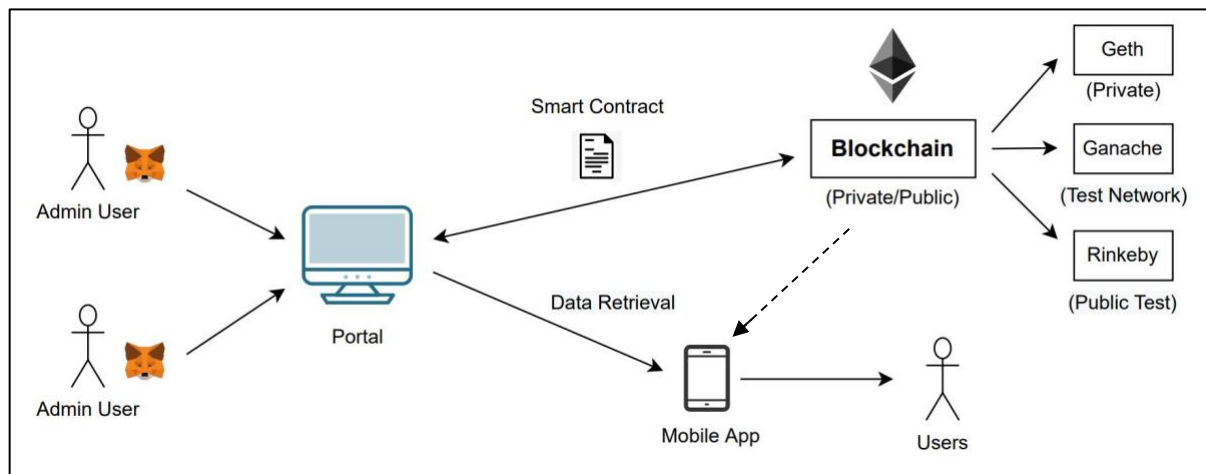 Geth
(Private)
Smart Contract
Blockchain
(Private/Public)
Ganache
(Test Network)
Admin User
Rinkeby
(Public Test)
Data Retrieval
Portal
Admin User
Mobile App
Users